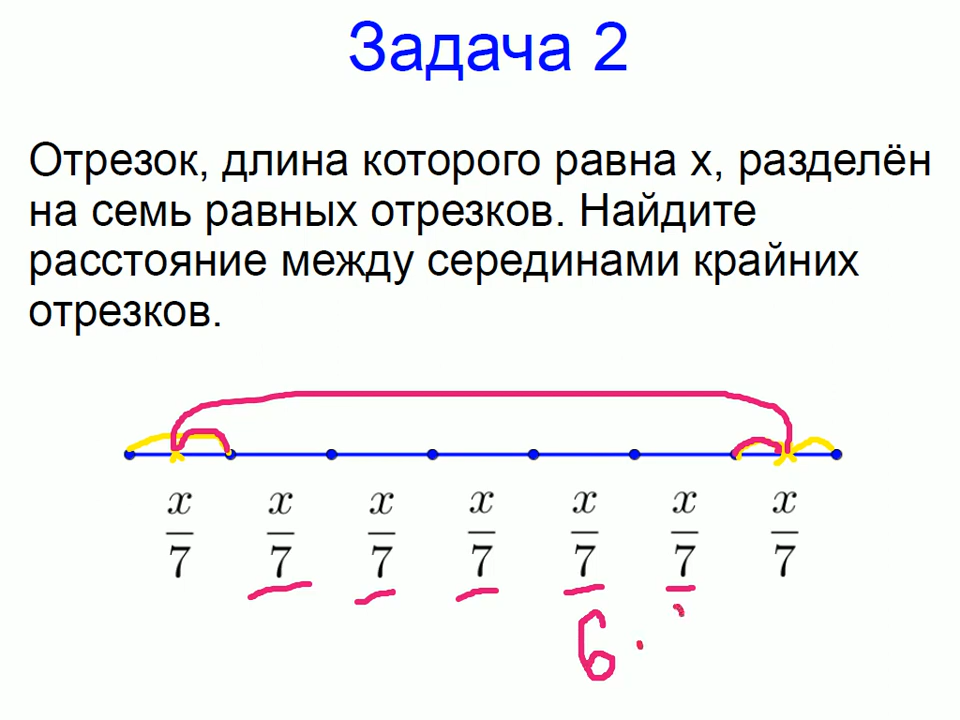 Задача 2
Отрезок, длина которого равна x, разделён
на семь равных отрезков. Найдите
расстояние между серединами крайних
отрезков.
x/7 x/7 x/7 x/7 x/7 x/7 x/7
6 ·